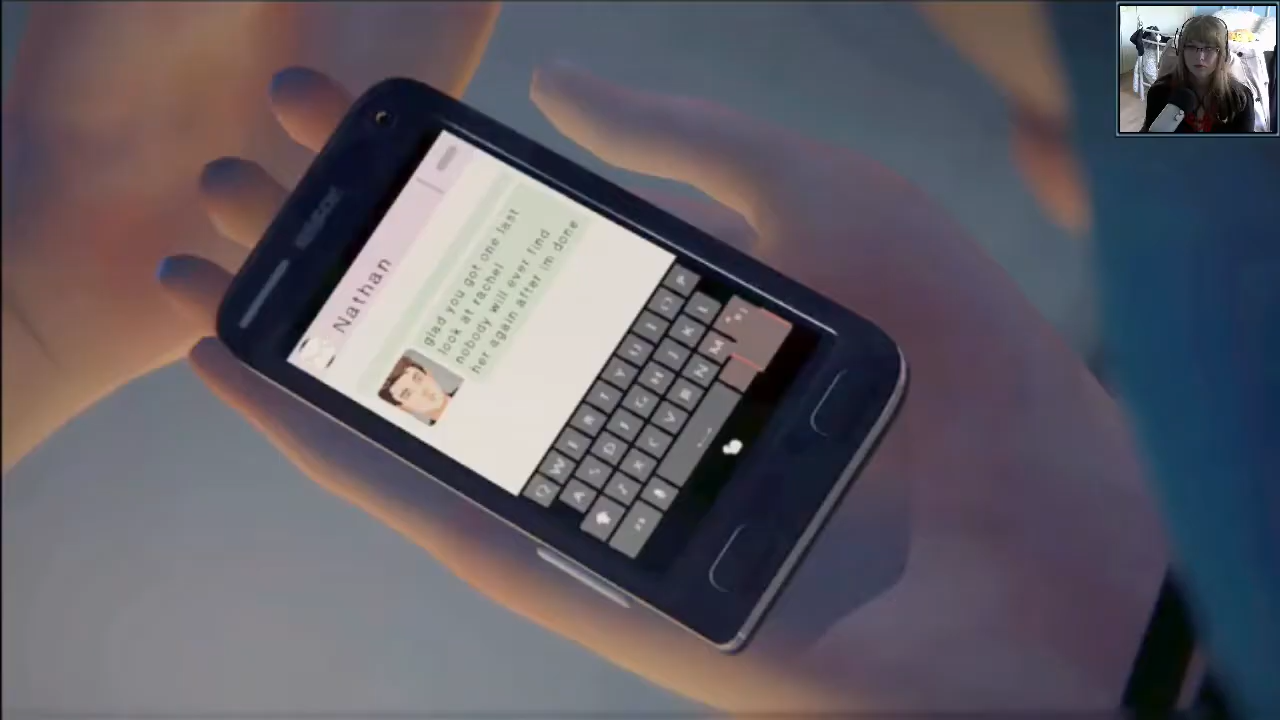 Nathan
glad you got one last
look at rachel
nobody will ever find
her again after im done